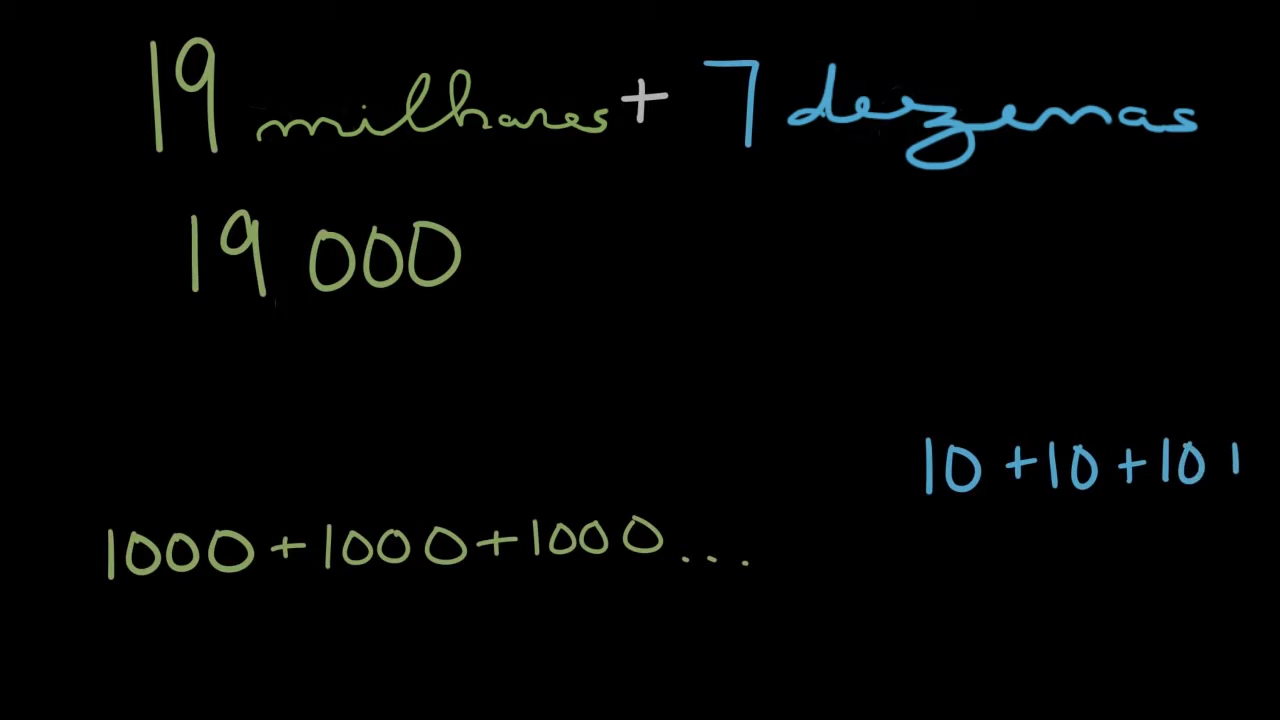 19 milhares + 7 dezenas
19 000
10 + 10 + 10 I
1000 + 1000 + 1000 ...